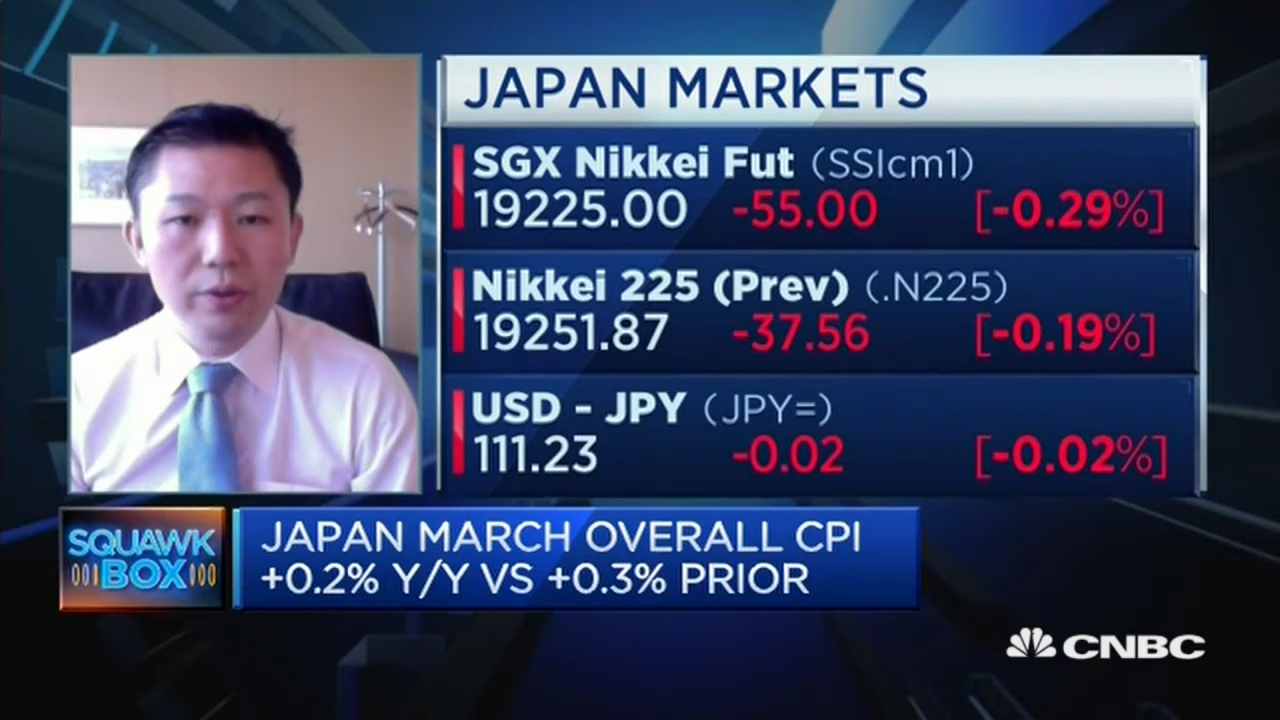 JAPAN MARKETS
SGX Nikkei Fut (SSIcm1)
19225.00 -55.00 [-0.29%]
Nikkei 225 (Prev) (.N225)
19251.87 -37.56 [-0.19%]
USD - JPY (JPY=)
111.23 -0.02 [-0.02%]
SQUAWK
BOX
JAPAN MARCH OVERALL CPI
+0.2% Y/Y VS +0.3% PRIOR
CNBC